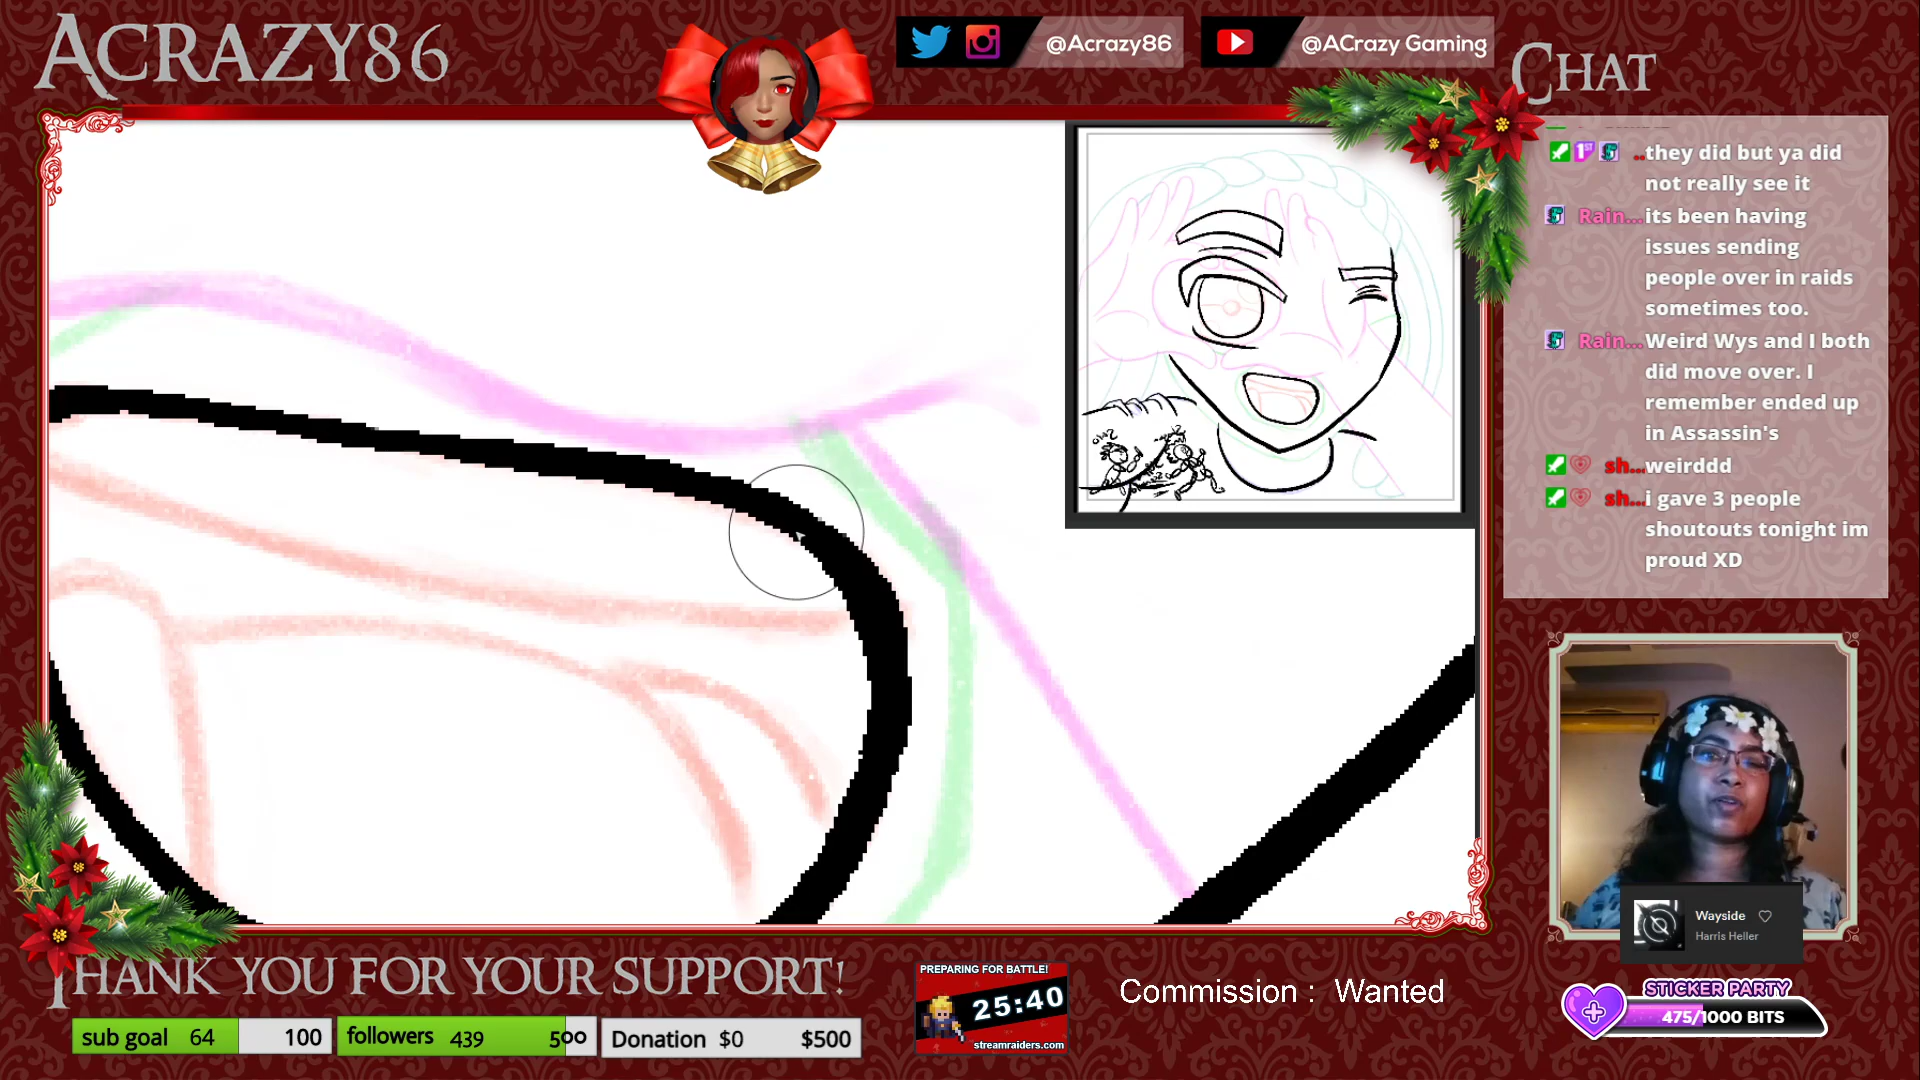 ACRAZY86
@Acrazy86
@ACrazy Gaming
CHAT
1ST ..they did but ya did
not really see it
Rain...its been having
issues sending
people over in raids
sometimes too.
Rain...Weird Wys and I both
did move over. I
remember ended up
in Assassin's
sh...weirddd
sh...i gave 3 people
shoutouts tonight im
proud XD
Wayside
Harris Heller
THANK YOU FOR YOUR SUPPORT!
sub goal 64 100
followers 439 500
Donation $0 $500
PREPARING FOR BATTLE!
25:40
streamraiders.com
Commission : Wanted
STICKER PARTY
475/1000 BITS